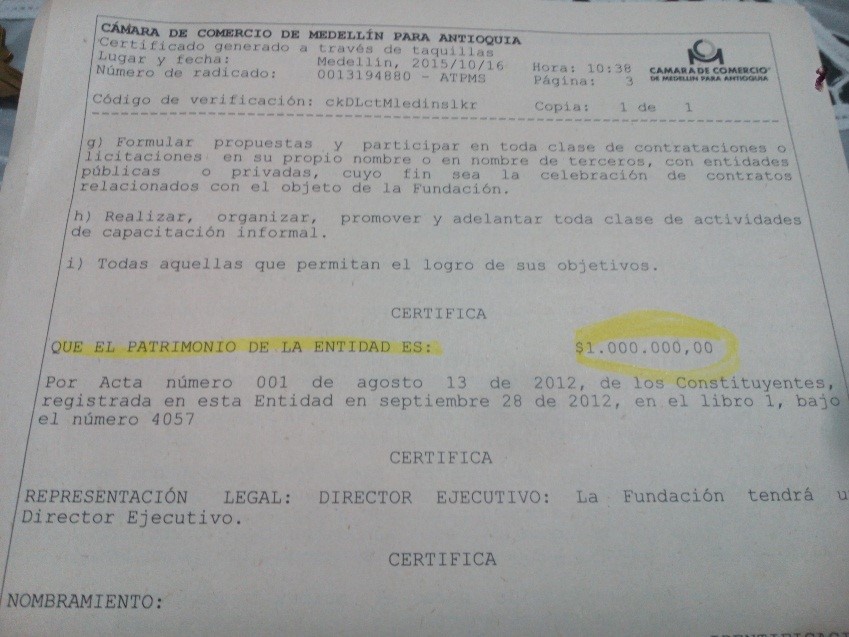 CÁMARA DE COMERCIO DE MEDELLÍN PARA ANTIOQUIA
Certificado generado a través de taquillas
Lugar y fecha: Medellín, 2015/10/16 Hora: 10:38
Número de radicado: 0013194880 - ATPMS Página: 3
CAMARA DE COMERCIO
DE MEDELLIN PARA ANTIOQUIA
Código de verificación: ckDLctMledinslkr Copia: 1 de 1
g) Formular propuestas y participar en toda clase de contrataciones o
licitaciones en su propio nombre o en nombre de terceros, con entidades
públicas o privadas, cuyo fin sea la celebración de contratos
relacionados con el objeto de la Fundación.
h) Realizar, organizar, promover y adelantar toda clase de actividades
de capacitación informal.
i) Todas aquellas que permitan el logro de sus objetivos.
CERTIFICA
QUE EL PATRIMONIO DE LA ENTIDAD ES: $1.000.000,00
Por Acta número 001 de agosto 13 de 2012, de los Constituyentes,
registrada en esta Entidad en septiembre 28 de 2012, en el libro 1, bajo
el número 4057
CERTIFICA
REPRESENTACIÓN LEGAL: DIRECTOR EJECUTIVO: La Fundación tendrá u
Director Ejecutivo.
CERTIFICA
NOMBRAMIENTO: